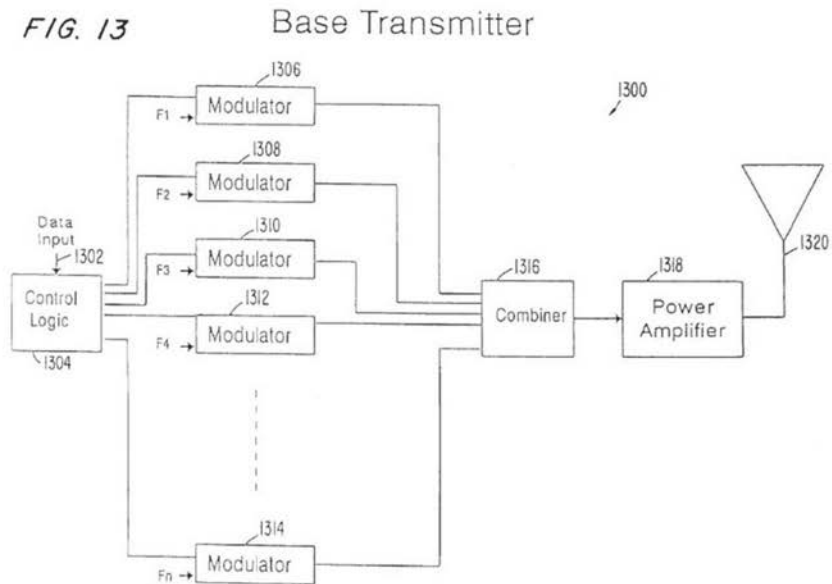 FIG. 13
Base Transmitter
1306
Modulator
F1
1300
1308
Modulator
F2
Data
Input
1302
1310
Modulator
F3
1320
1316
Combiner
1318
Power
Amplifier
Control
Logic
1304
1312
Modulator
F4
1314
Modulator
Fn